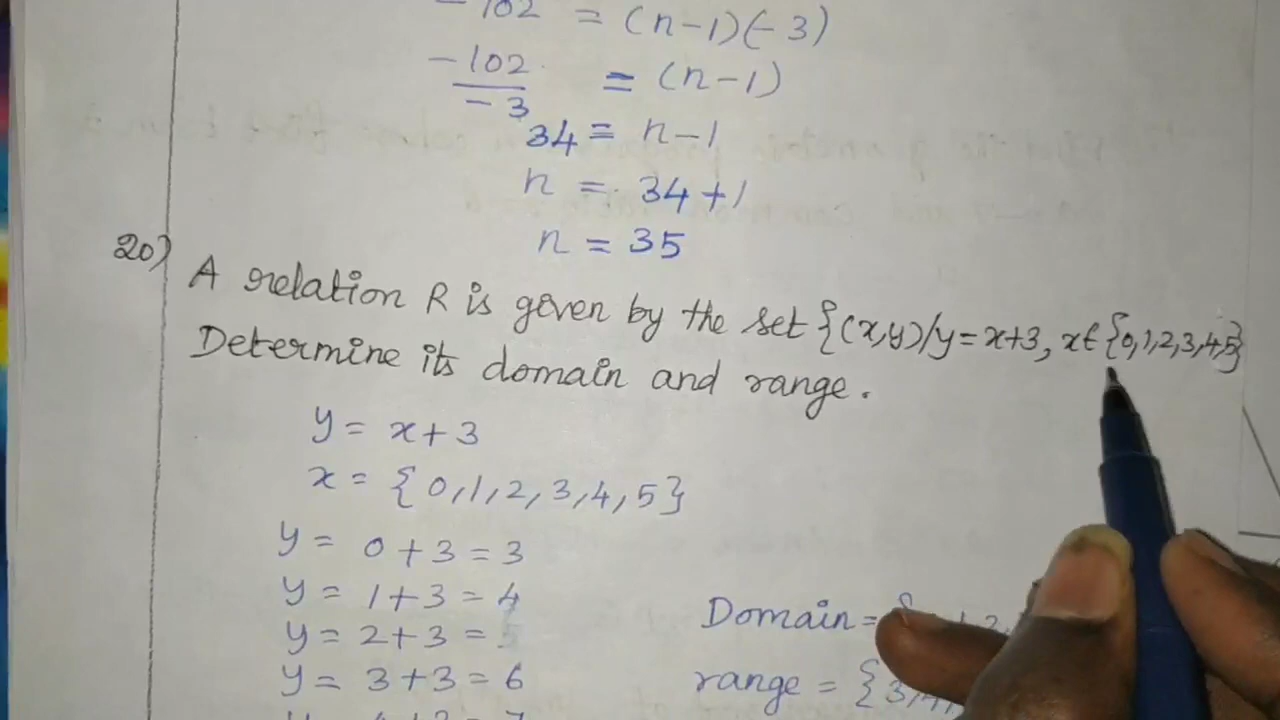 -102 = (n-1)(-3)
-102/-3 = (n-1)
34 = n-1
n = 34+1
n = 35
20) A relation R is given by the set {(x,y)/y=x+3, x∈{0,1,2,3,4,5}
Determine its domain and range.
y = x+3
x = {0,1,2,3,4,5}
y = 0+3 = 3
y = 1+3 = 4
y = 2+3 = 5
y = 3+3 = 6
Domain = {
range = {3,4,